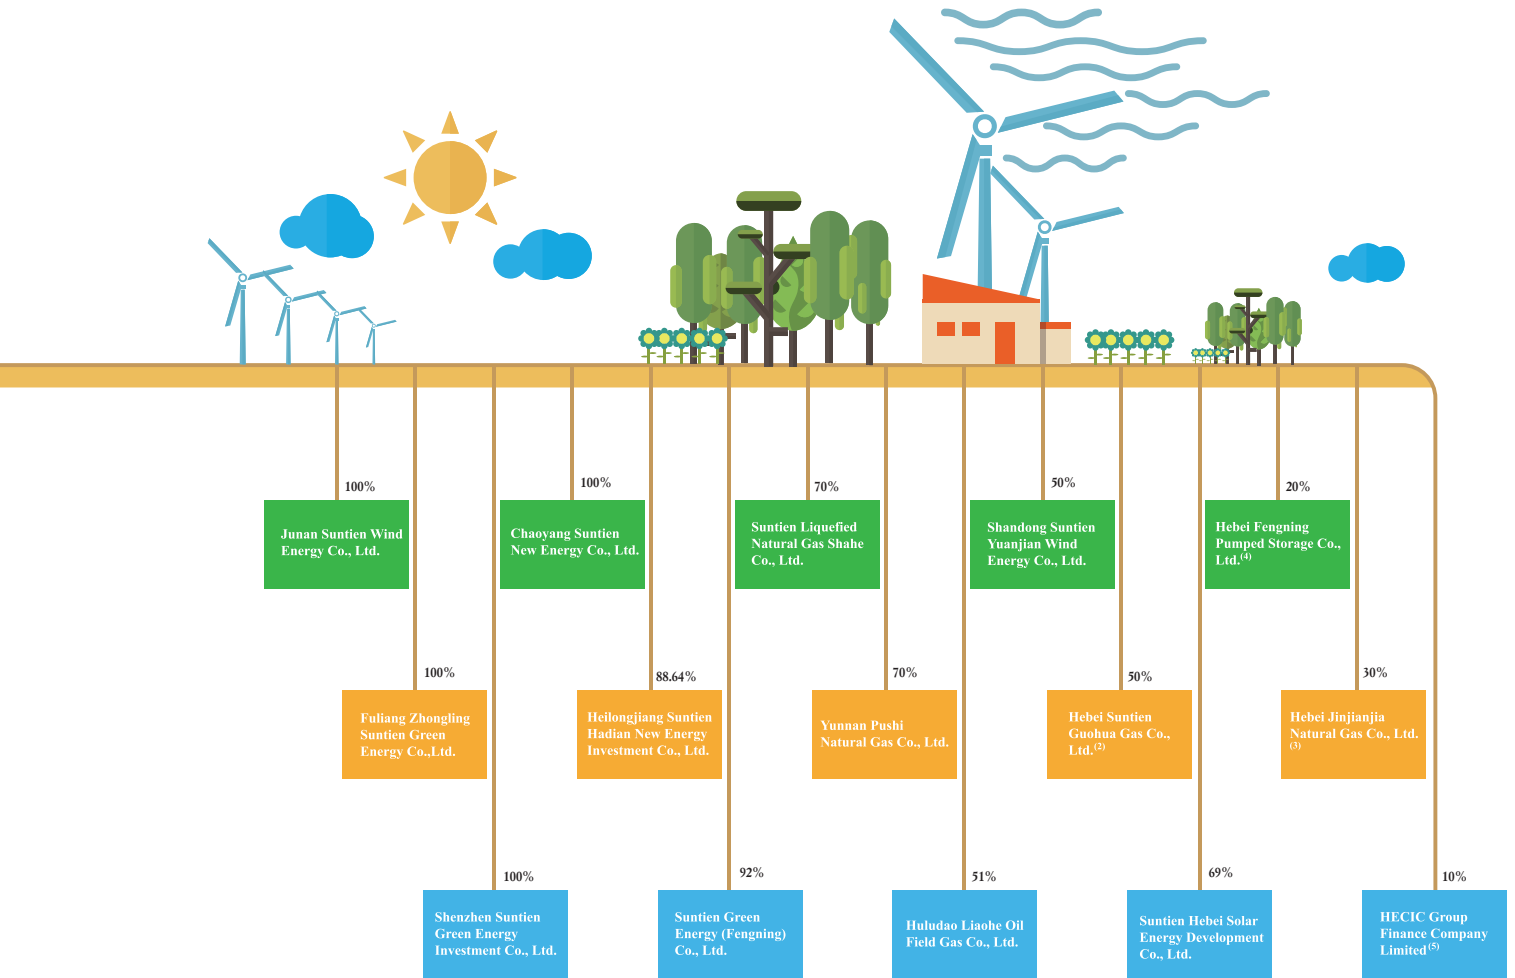 100%
Junan Suntien Wind
Energy Co., Ltd.
100%
Chaoyang Suntien
New Energy Co., Ltd.
70%
Suntien Liquefied
Natural Gas Shahe
Co., Ltd.
50%
Shandong Suntien
Yuanjian Wind
Energy Co., Ltd.
20%
Hebei Fengning
Pumped Storage Co.,
Ltd.(4)
100%
Fuliang Zhongling
Suntien Green
Energy Co.,Ltd.
88.64%
Heilongjiang Suntien
Hadian New Energy
Investment Co., Ltd.
70%
Yunnan Pushi
Natural Gas Co., Ltd.
50%
Hebei Suntien
Guohua Gas Co.,
Ltd.(2)
30%
Hebei Jinjianjia
Natural Gas Co., Ltd.
(3)
100%
Shenzhen Suntien
Green Energy
Investment Co., Ltd.
92%
Suntien Green
Energy (Fengning)
Co., Ltd.
51%
Huludao Liaohe Oil
Field Gas Co., Ltd.
69%
Suntien Hebei Solar
Energy Development
Co., Ltd.
10%
HECIC Group
Finance Company
Limited(5)